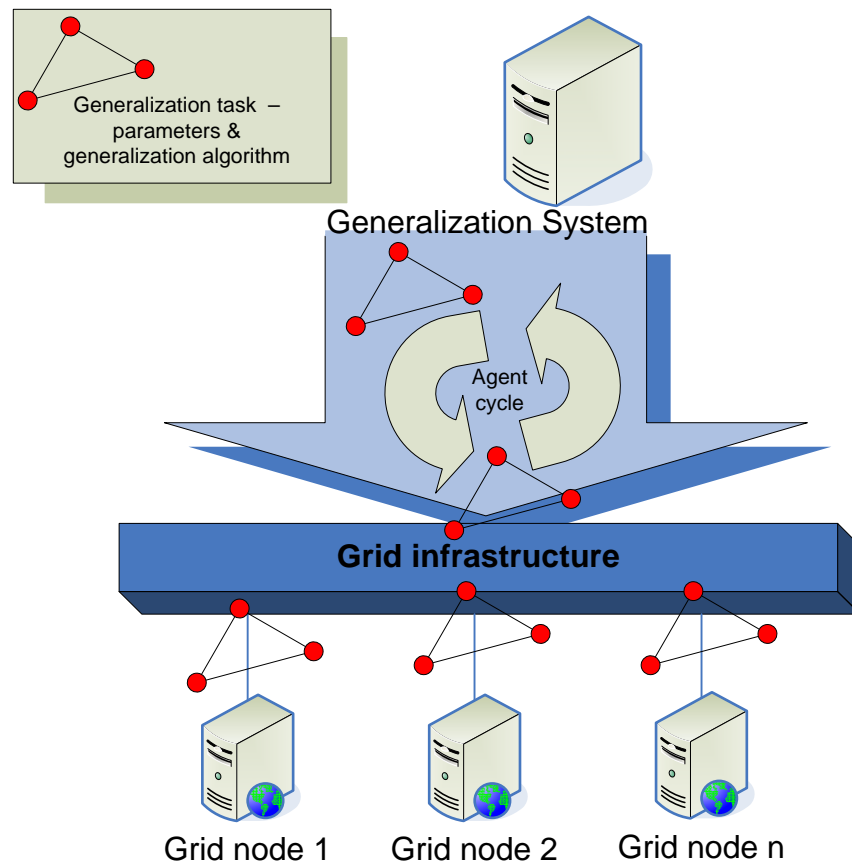 Generalization task –
parameters &
generalization algorithm
Generalization System
Agent
cycle
Grid infrastructure
Grid node 1
Grid node 2
Grid node n